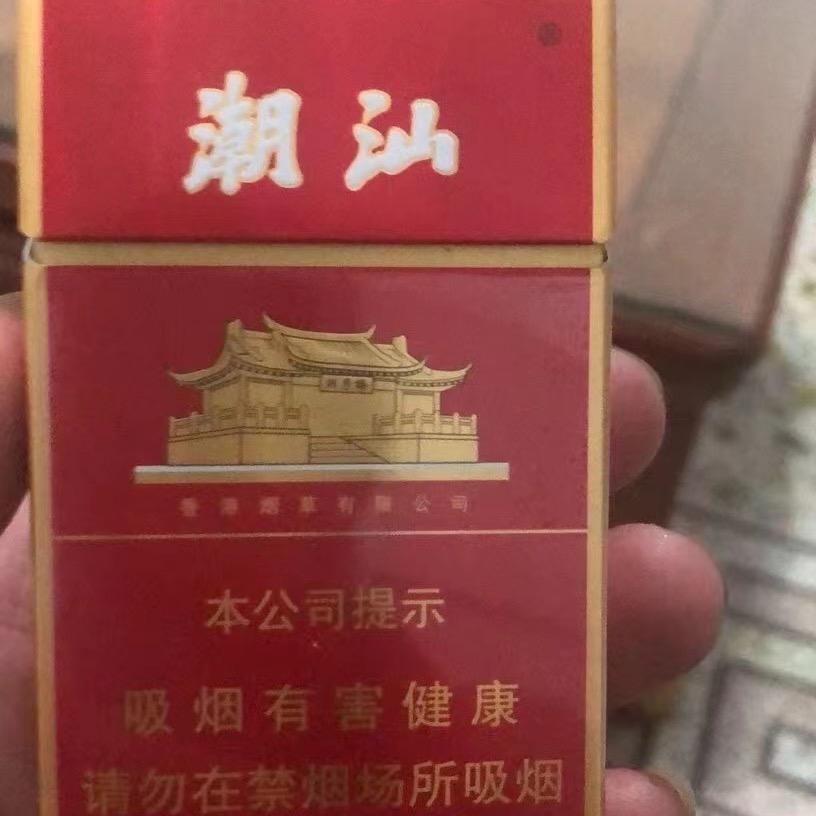 潮汕
香港烟草有限公司
本公司提示
吸烟有害健康
请勿在禁烟场所吸烟